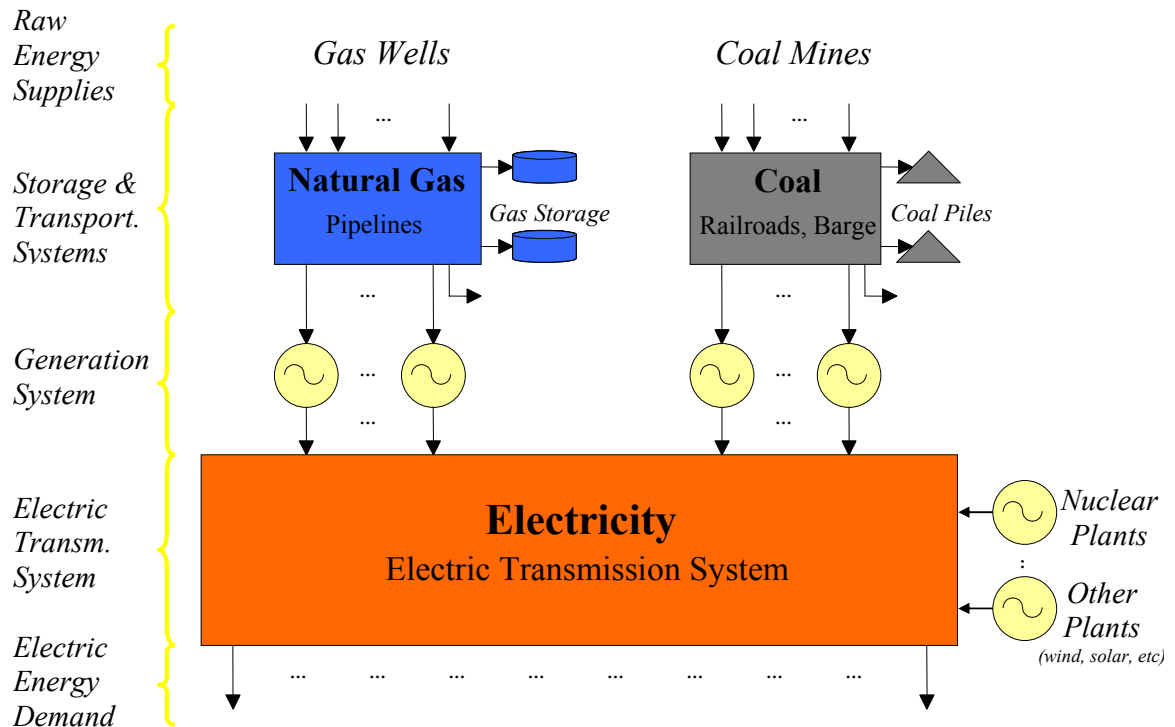 Raw
Energy
Supplies
Gas Wells
Coal Mines
...
...
Storage &
Transport.
Systems
Natural Gas
Pipelines
Gas Storage
Coal
Railroads, Barge
Coal Piles
...
...
Generation
System
...
...
...
...
Electric
Transm.
System
Electricity
Electric Transmission System
Nuclear
Plants
:
Other
Plants
(wind, solar, etc)
Electric
Energy
Demand
... ... ... ... ... ... ... ...